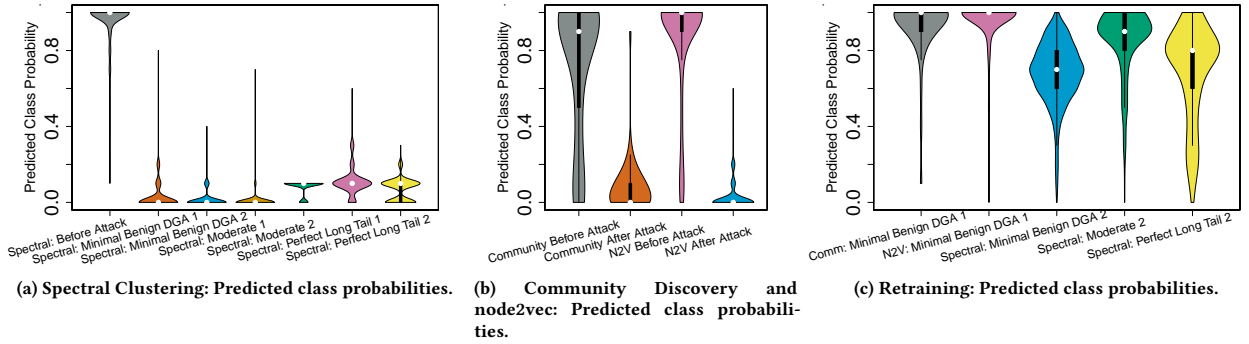 Predicted Class Probability
0.0
0.4
0.8
Spectral: Before Attack
Spectral: Minimal Benign DGA 1
Spectral: Minimal Benign DGA 2
Spectral: Moderate 1
Spectral: Moderate 2
Spectral: Perfect Long Tail 1
Spectral: Perfect Long Tail 2
(a) Spectral Clustering: Predicted class probabilities.
Predicted Class Probability
0.0
0.4
0.8
Community Before Attack
Community After Attack
N2V Before Attack
N2V After Attack
(b) Community Discovery and
node2vec: Predicted class probabili-
ties.
Predicted Class Probability
0.0
0.4
0.8
Comm: Minimal Benign DGA 1
N2V: Minimal Benign DGA 1
Spectral: Minimal Benign DGA 2
Spectral: Moderate 2
Spectral: Perfect Long Tail 2
(c) Retraining: Predicted class probabilities.